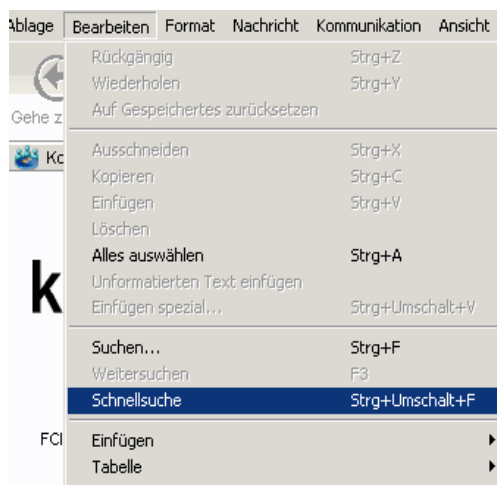 Ablage Bearbeiten Format Nachricht Kommunikation Ansicht
Rückgängig Strg+Z
Wiederholen Strg+Y
Auf Gespeichertes zurücksetzen
Gehe z
Ausschneiden Strg+X
Ko
Kopieren Strg+C
Einfügen Strg+V
Löschen
Alles auswählen Strg+A
Unformatierten Text einfügen
k
Einfügen spezial... Strg+Umschalt+V
Suchen... Strg+F
Weitersuchen F3
Schnellsuche Strg+Umschalt+F
FCI Einfügen
Tabelle